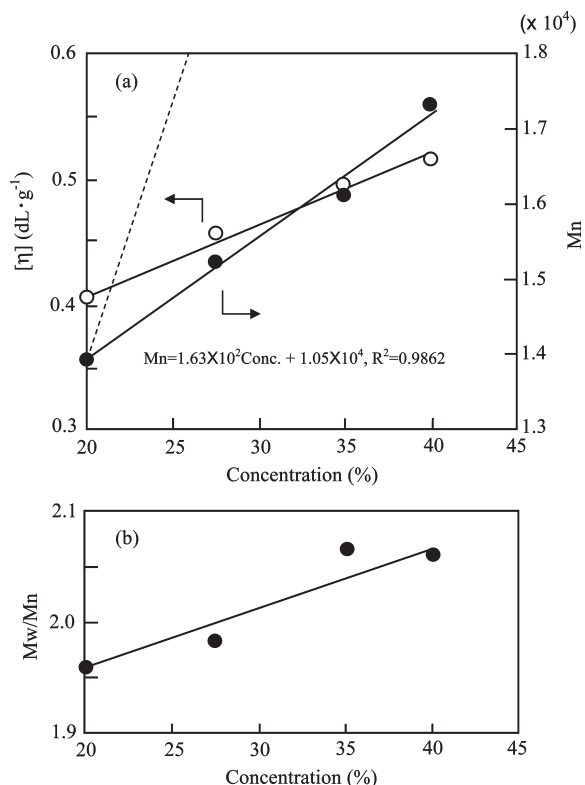 (x 10⁴)
0.6
1.8
(a)
1.7
0.5
1.6
[η] (dL·g⁻¹)
Mn
1.5
0.4
1.4
Mn=1.63X10²Conc. + 1.05X10⁴, R²=0.9862
0.3
1.3
20 25 30 35 40 45
Concentration (%)
2.1
(b)
Mw/Mn
2.0
1.9
20 25 30 35 40 45
Concentration (%)